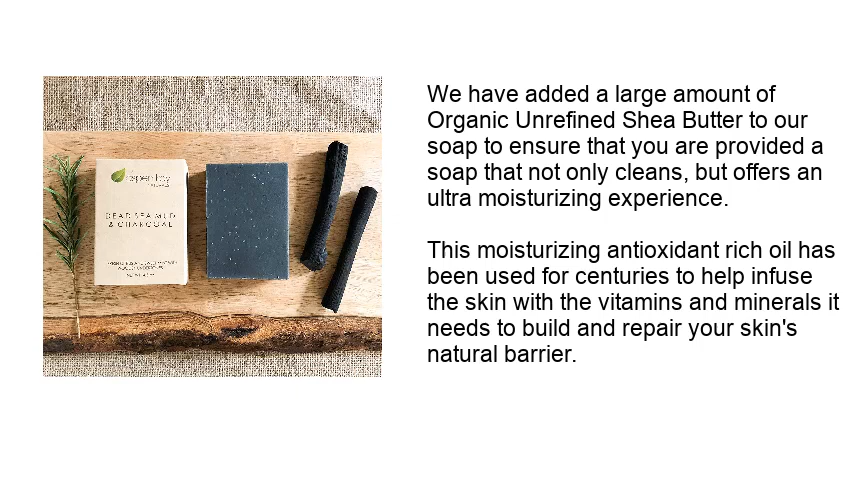 aspen kay
NATURALS
DEAD SEA MUD
& CHARCOAL
We have added a large amount of
Organic Unrefined Shea Butter to our
soap to ensure that you are provided a
soap that not only cleans, but offers an
ultra moisturizing experience.
This moisturizing antioxidant rich oil has
been used for centuries to help infuse
the skin with the vitamins and minerals it
needs to build and repair your skin's
natural barrier.